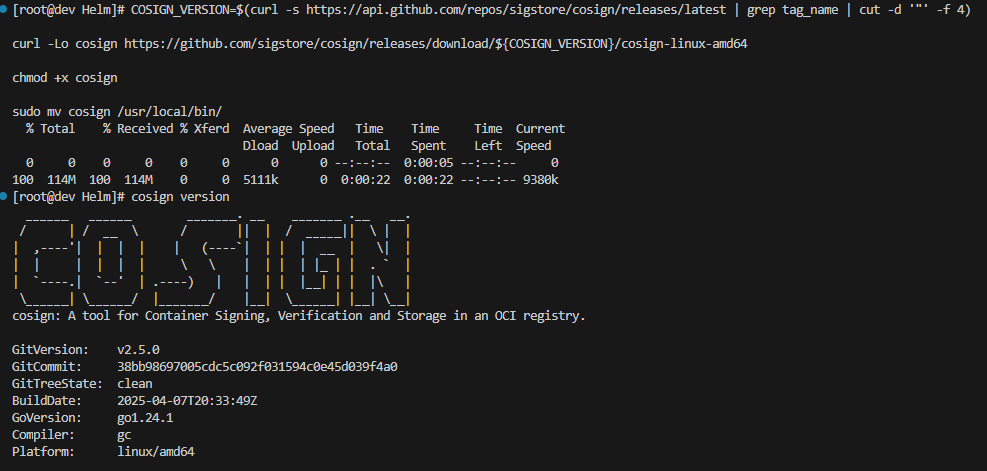 [root@dev Helm]# COSIGN_VERSION=$(curl -s https://api.github.com/repos/sigstore/cosign/releases/latest | grep tag_name | cut -d '"' -f 4)
curl -Lo cosign https://github.com/sigstore/cosign/releases/download/${COSIGN_VERSION}/cosign-linux-amd64
chmod +x cosign
sudo mv cosign /usr/local/bin/
  % Total    % Received % Xferd  Average Speed   Time    Time     Time  Current
                                 Dload  Upload   Total   Spent    Left  Speed
  0     0    0     0    0     0      0      0 --:--:--  0:00:05 --:--:--     0
100  114M  100  114M    0     0  5111k      0  0:00:22  0:00:22 --:--:-- 9380k
[root@dev Helm]# cosign version
COSIGN
cosign: A tool for Container Signing, Verification and Storage in an OCI registry.
GitVersion:    v2.5.0
GitCommit:     38bb98697005cdc5c092f031594c0e45d039f4a0
GitTreeState:  clean
BuildDate:     2025-04-07T20:33:49Z
GoVersion:     go1.24.1
Compiler:      gc
Platform:      linux/amd64